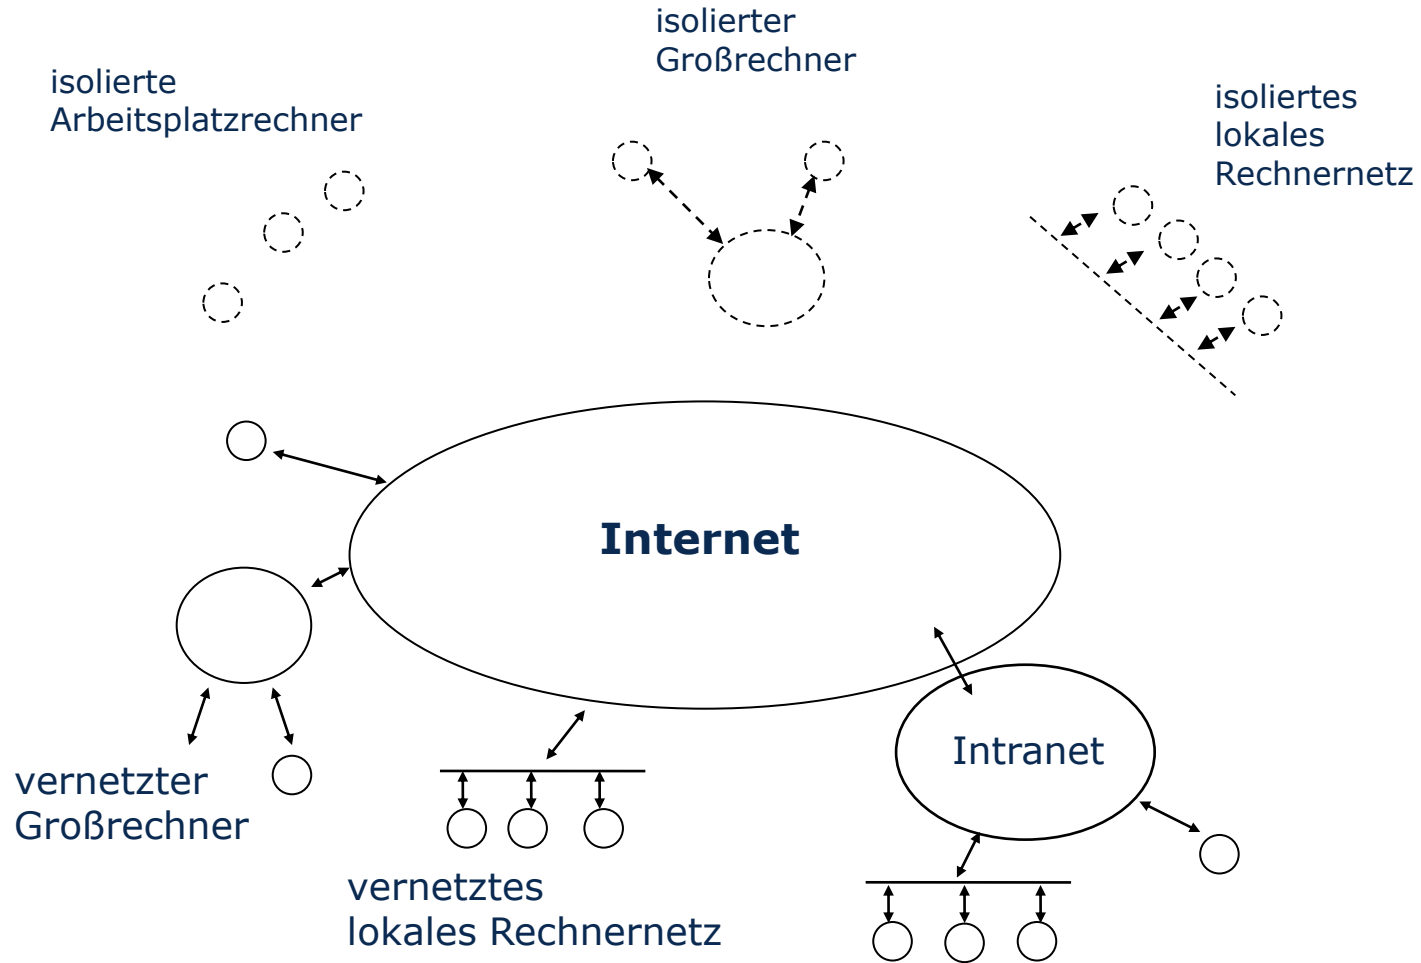 isolierter
Großrechner
isolierte
Arbeitsplatzrechner
isoliertes
lokales
Rechnernetz
Internet
Intranet
vernetzter
Großrechner
vernetztes
lokales Rechnernetz